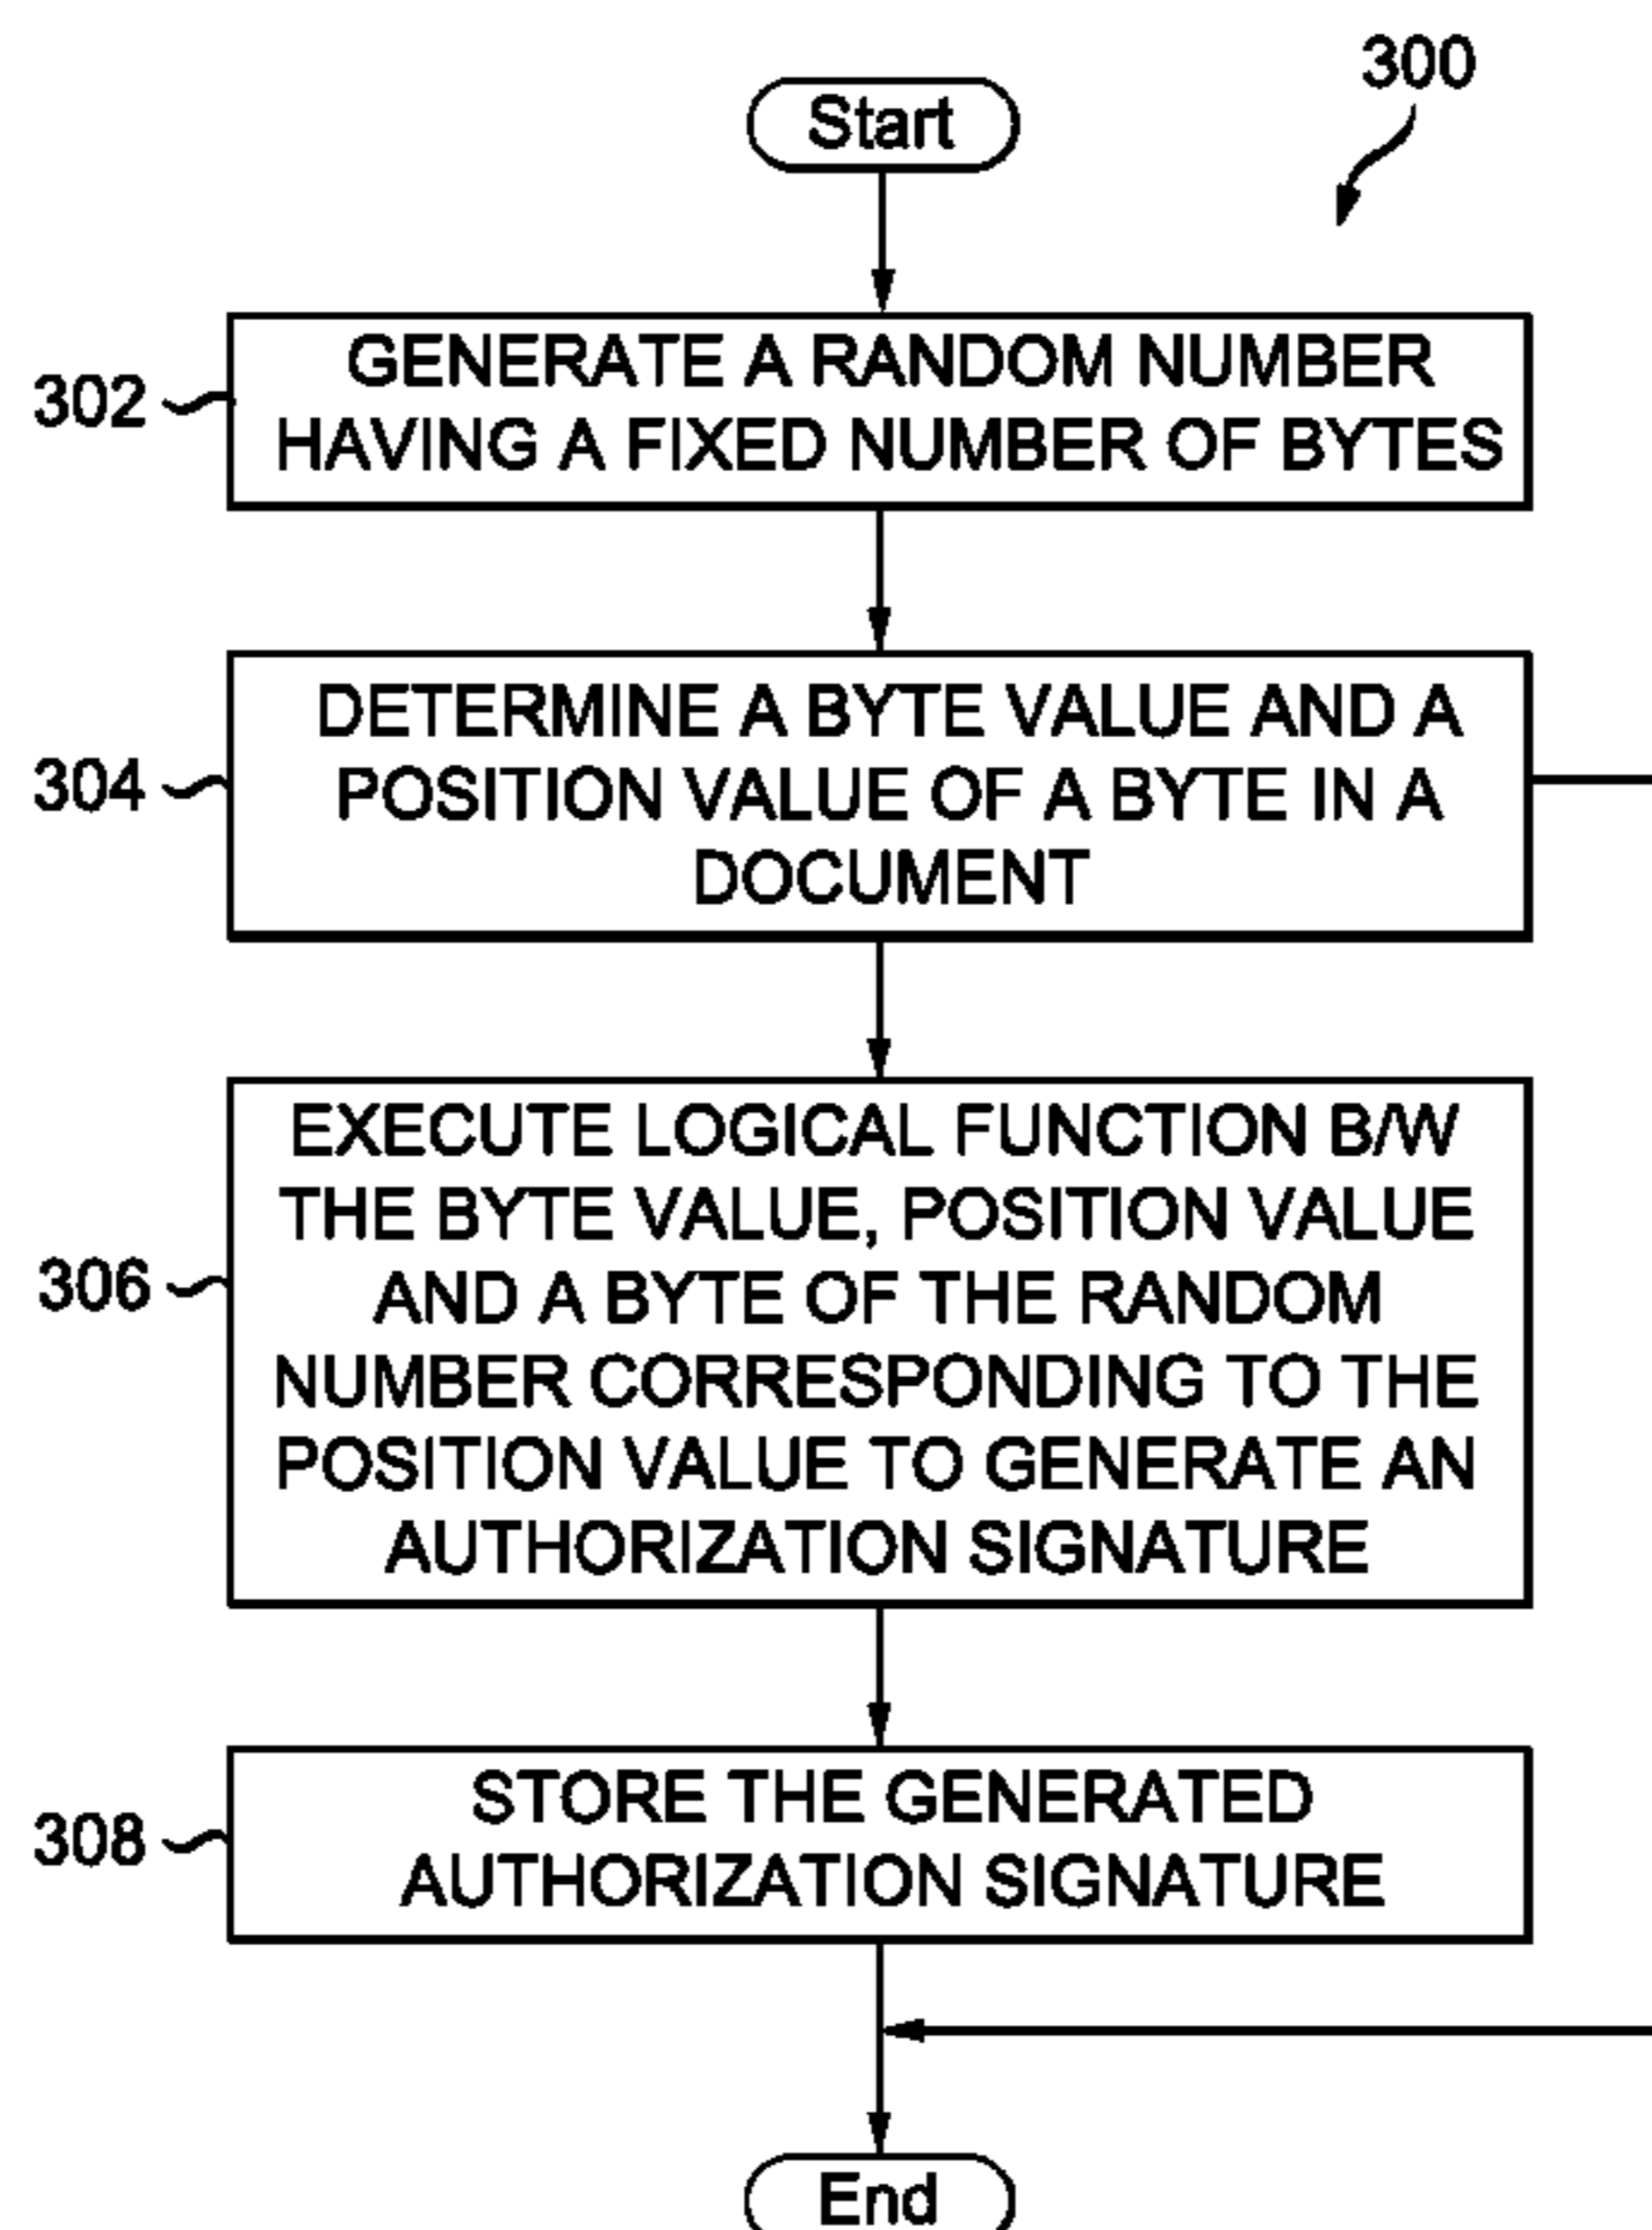 300
Start
302
GENERATE A RANDOM NUMBER
HAVING A FIXED NUMBER OF BYTES
304
DETERMINE A BYTE VALUE AND A
POSITION VALUE OF A BYTE IN A
DOCUMENT
306
EXECUTE LOGICAL FUNCTION B/W
THE BYTE VALUE, POSITION VALUE
AND A BYTE OF THE RANDOM
NUMBER CORRESPONDING TO THE
POSITION VALUE TO GENERATE AN
AUTHORIZATION SIGNATURE
308
STORE THE GENERATED
AUTHORIZATION SIGNATURE
End